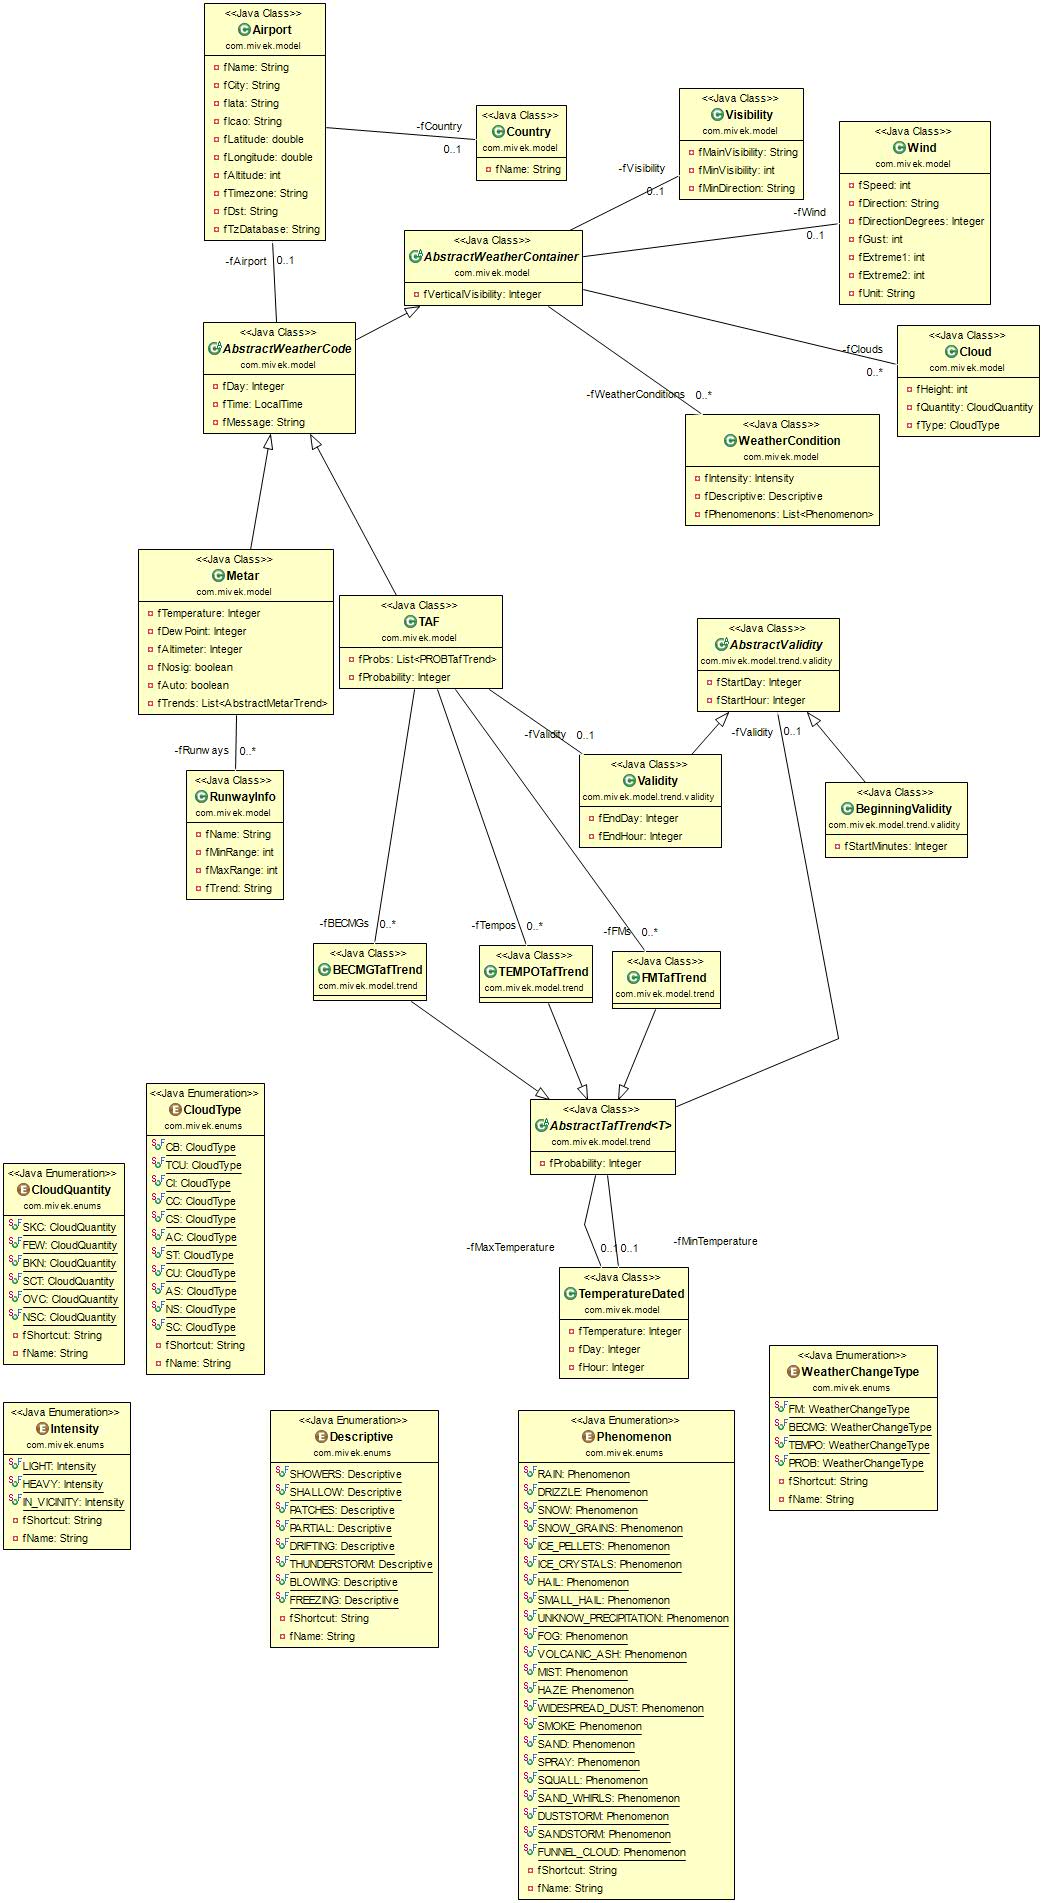 <<Java Class>>
Airport
com.mivek.model
fName: String
fCity: String
fIata: String
fIcao: String
fLatitude: double
fLongitude: double
fAltitude: int
fTimezone: String
fDst: String
fTzDatabase: String
-fCountry
0..1
<<Java Class>>
Country
com.mivek.model
fName: String
<<Java Class>>
Visibility
com.mivek.model
fMainVisibility: String
fMinVisibility: int
fMinDirection: String
-fVisibility
0..1
<<Java Class>>
Wind
com.mivek.model
fSpeed: int
fDirection: String
fDirectionDegrees: Integer
fGust: int
fExtreme1: int
fExtreme2: int
fUnit: String
-fWind
0..1
-fAirport
0..1
<<Java Class>>
AbstractWeatherContainer
com.mivek.model
fVerticalVisibility: Integer
<<Java Class>>
AbstractWeatherCode
com.mivek.model
fDay: Integer
fTime: LocalTime
fMessage: String
-fClouds
0..*
<<Java Class>>
Cloud
com.mivek.model
fHeight: int
fQuantity: CloudQuantity
fType: CloudType
-fWeatherConditions
0..*
<<Java Class>>
WeatherCondition
com.mivek.model
fIntensity: Intensity
fDescriptive: Descriptive
fPhenomenons: List<Phenomenon>
<<Java Class>>
Metar
com.mivek.model
fTemperature: Integer
fDewPoint: Integer
fAltimeter: Integer
fNosig: boolean
fAuto: boolean
fTrends: List<AbstractMetarTrend>
<<Java Class>>
TAF
com.mivek.model
fProbs: List<PROBTafTrend>
fProbability: Integer
<<Java Class>>
AbstractValidity
com.mivek.model.trend.validity
fStartDay: Integer
fStartHour: Integer
-fRunways
0..*
<<Java Class>>
RunwayInfo
com.mivek.model
fName: String
fMinRange: int
fMaxRange: int
fTrend: String
-fValidity
0..1
-fValidity
0..1
<<Java Class>>
Validity
com.mivek.model.trend.validity
fEndDay: Integer
fEndHour: Integer
<<Java Class>>
BeginningValidity
com.mivek.model.trend.validity
fStartMinutes: Integer
-fBECMGs
0..*
-fTempos
0..*
-fFMs
0..*
<<Java Class>>
BECMGTafTrend
com.mivek.model.trend
<<Java Class>>
TEMPOTafTrend
com.mivek.model.trend
<<Java Class>>
FMTafTrend
com.mivek.model.trend
<<Java Class>>
AbstractTafTrend<T>
com.mivek.model.trend
fProbability: Integer
-fMaxTemperature
0..1
0..1
-fMinTemperature
<<Java Class>>
TemperatureDated
com.mivek.model
fTemperature: Integer
fDay: Integer
fHour: Integer
<<Java Enumeration>>
CloudType
com.mivek.enums
CB: CloudType
TCU: CloudType
CI: CloudType
CC: CloudType
CS: CloudType
AC: CloudType
ST: CloudType
CU: CloudType
AS: CloudType
NS: CloudType
SC: CloudType
fShortcut: String
fName: String
<<Java Enumeration>>
CloudQuantity
com.mivek.enums
SKC: CloudQuantity
FEW: CloudQuantity
BKN: CloudQuantity
SCT: CloudQuantity
OVC: CloudQuantity
NSC: CloudQuantity
fShortcut: String
fName: String
<<Java Enumeration>>
WeatherChangeType
com.mivek.enums
FM: WeatherChangeType
BECMG: WeatherChangeType
TEMPO: WeatherChangeType
PROB: WeatherChangeType
fShortcut: String
fName: String
<<Java Enumeration>>
Intensity
com.mivek.enums
LIGHT: Intensity
HEAVY: Intensity
IN_VICINITY: Intensity
fShortcut: String
fName: String
<<Java Enumeration>>
Descriptive
com.mivek.enums
SHOWERS: Descriptive
SHALLOW: Descriptive
PATCHES: Descriptive
PARTIAL: Descriptive
DRIFTING: Descriptive
THUNDERSTORM: Descriptive
BLOWING: Descriptive
FREEZING: Descriptive
fShortcut: String
fName: String
<<Java Enumeration>>
Phenomenon
com.mivek.enums
RAIN: Phenomenon
DRIZZLE: Phenomenon
SNOW: Phenomenon
SNOW_GRAINS: Phenomenon
ICE_PELLETS: Phenomenon
ICE_CRYSTALS: Phenomenon
HAIL: Phenomenon
SMALL_HAIL: Phenomenon
UNKNOW_PRECIPITATION: Phenomenon
FOG: Phenomenon
VOLCANIC_ASH: Phenomenon
MIST: Phenomenon
HAZE: Phenomenon
WIDESPREAD_DUST: Phenomenon
SMOKE: Phenomenon
SAND: Phenomenon
SPRAY: Phenomenon
SQUALL: Phenomenon
SAND_WHIRLS: Phenomenon
DUSTSTORM: Phenomenon
SANDSTORM: Phenomenon
FUNNEL_CLOUD: Phenomenon
fShortcut: String
fName: String